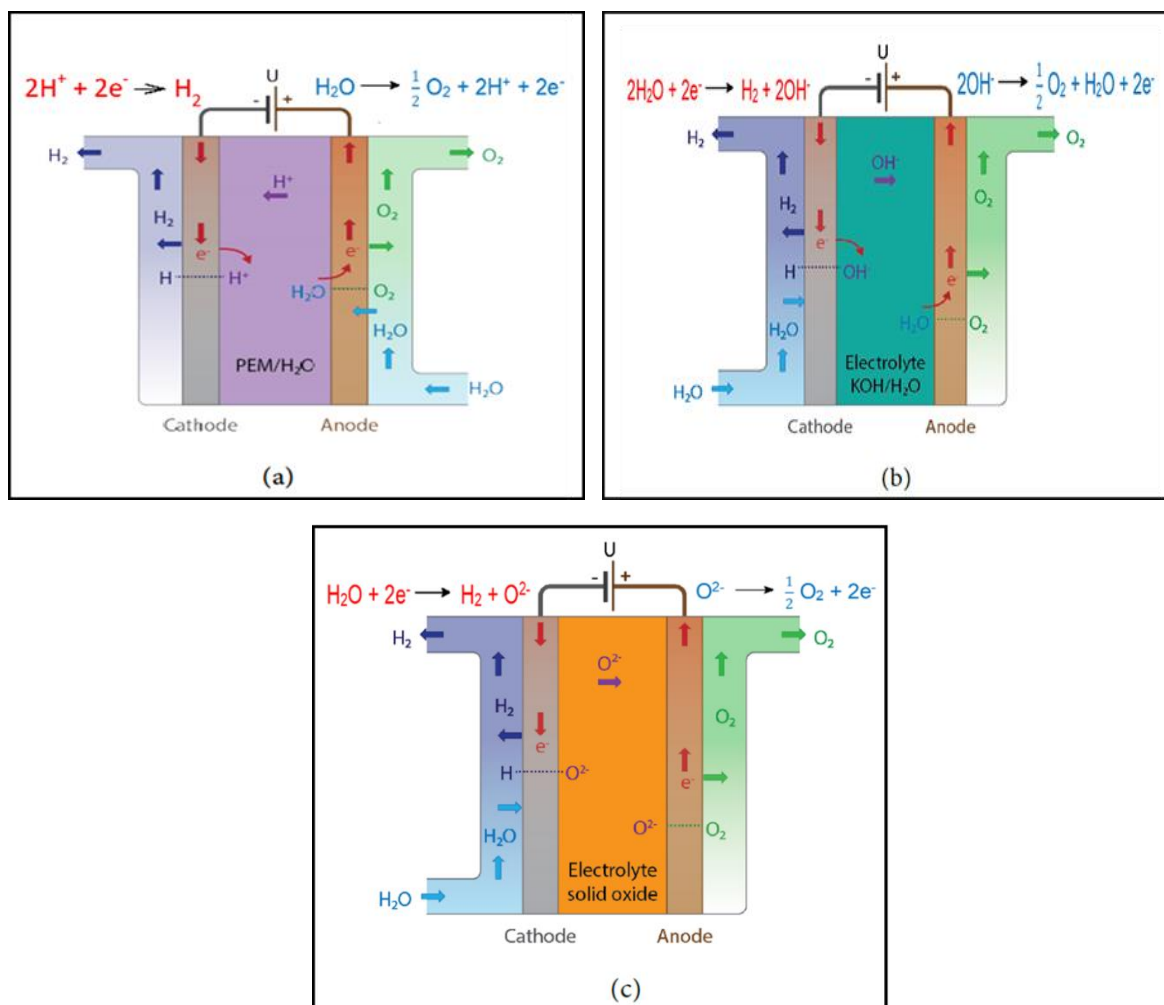 2H⁺ + 2e⁻ → H₂
U
H₂O → ½ O₂ + 2H⁺ + 2e⁻
- +
H₂
O₂
H⁺
H₂
O₂
e⁻
e⁻
H
H⁺
H₂O
O₂
H₂O
PEM/H₂O
H₂O
Cathode
Anode
(a)
U
2H₂O + 2e⁻ → H₂ + 2OH⁻
2OH⁻ → ½ O₂ + H₂O + 2e⁻
- +
H₂
O₂
OH⁻
H₂
O₂
e⁻
H
OH⁻
e⁻
H₂O
H₂O
O₂
Electrolyte
KOH/H₂O
H₂O
Cathode
Anode
(b)
U
H₂O + 2e⁻ → H₂ + O²⁻
O²⁻ → ½ O₂ + 2e⁻
- +
H₂
O₂
O²⁻
H₂
O₂
e⁻
H
O²⁻
e⁻
H₂O
O²⁻
O₂
Electrolyte
solid oxide
H₂O
Cathode
Anode
(c)